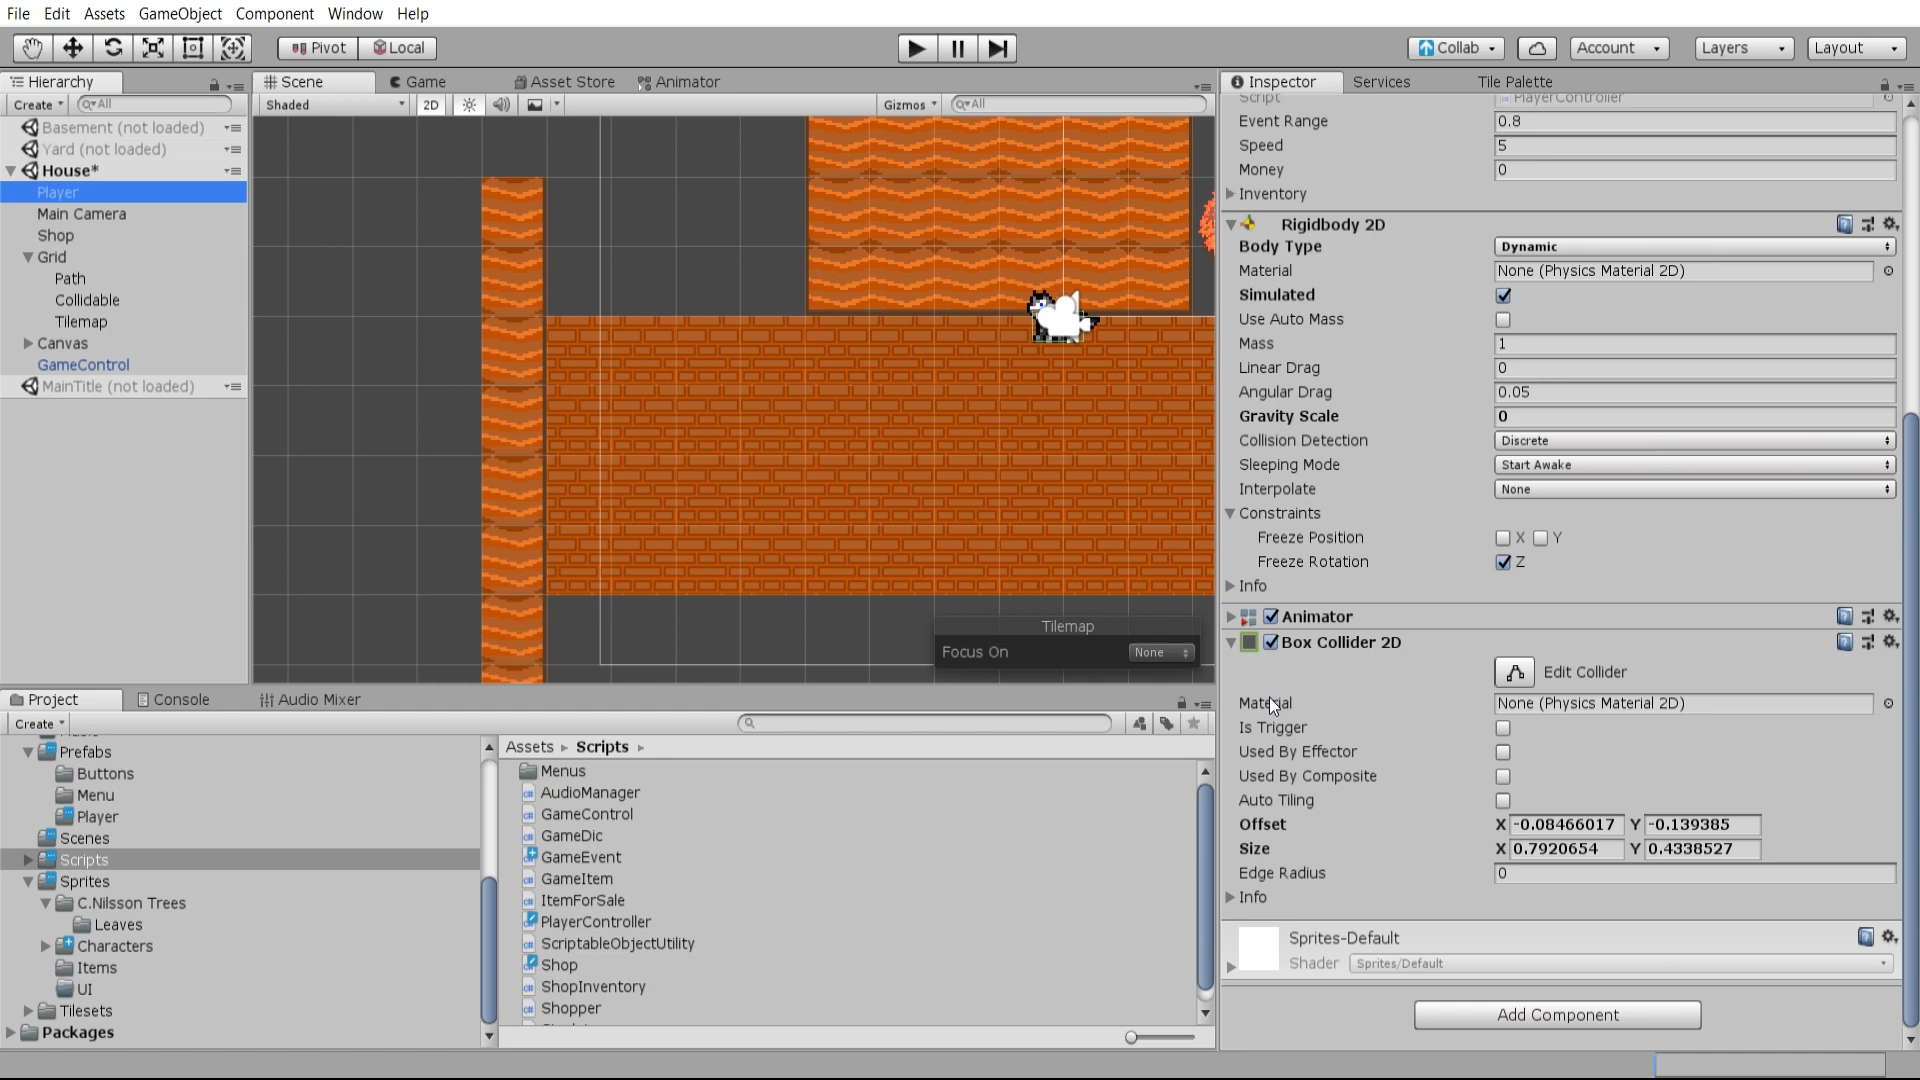 File Edit Assets GameObject Component Window Help
Pivot Local Collab Account Layers Layout
Hierarchy
Create All
Basement (not loaded)
Yard (not loaded)
House*
Player
Main Camera
Shop
Grid
Path
Collidable
Tilemap
Canvas
GameControl
MainTitle (not loaded)
Scene Game Asset Store Animator
Shaded 2D Gizmos All
Tilemap
Focus On None
Project Console Audio Mixer
Create
Prefabs
Buttons
Menu
Player
Scenes
Scripts
Sprites
C.Nilsson Trees
Leaves
Characters
Items
UI
Tilesets
Packages
Assets Scripts
Menus
AudioManager
GameControl
GameDic
GameEvent
GameItem
ItemForSale
PlayerController
ScriptableObjectUtility
Shop
ShopInventory
Shopper
Inspector Services Tile Palette
Script PlayerController
Event Range 0.8
Speed 5
Money 0
Inventory
Rigidbody 2D
Body Type Dynamic
Material None (Physics Material 2D)
Simulated
Use Auto Mass
Mass 1
Linear Drag 0
Angular Drag 0.05
Gravity Scale 0
Collision Detection Discrete
Sleeping Mode Start Awake
Interpolate None
Constraints
Freeze Position X Y
Freeze Rotation Z
Info
Animator
Box Collider 2D
Edit Collider
Material None (Physics Material 2D)
Is Trigger
Used By Effector
Used By Composite
Auto Tiling
Offset X -0.08466017 Y -0.139385
Size X 0.7920654 Y 0.4338527
Edge Radius 0
Info
Sprites-Default
Shader Sprites/Default
Add Component